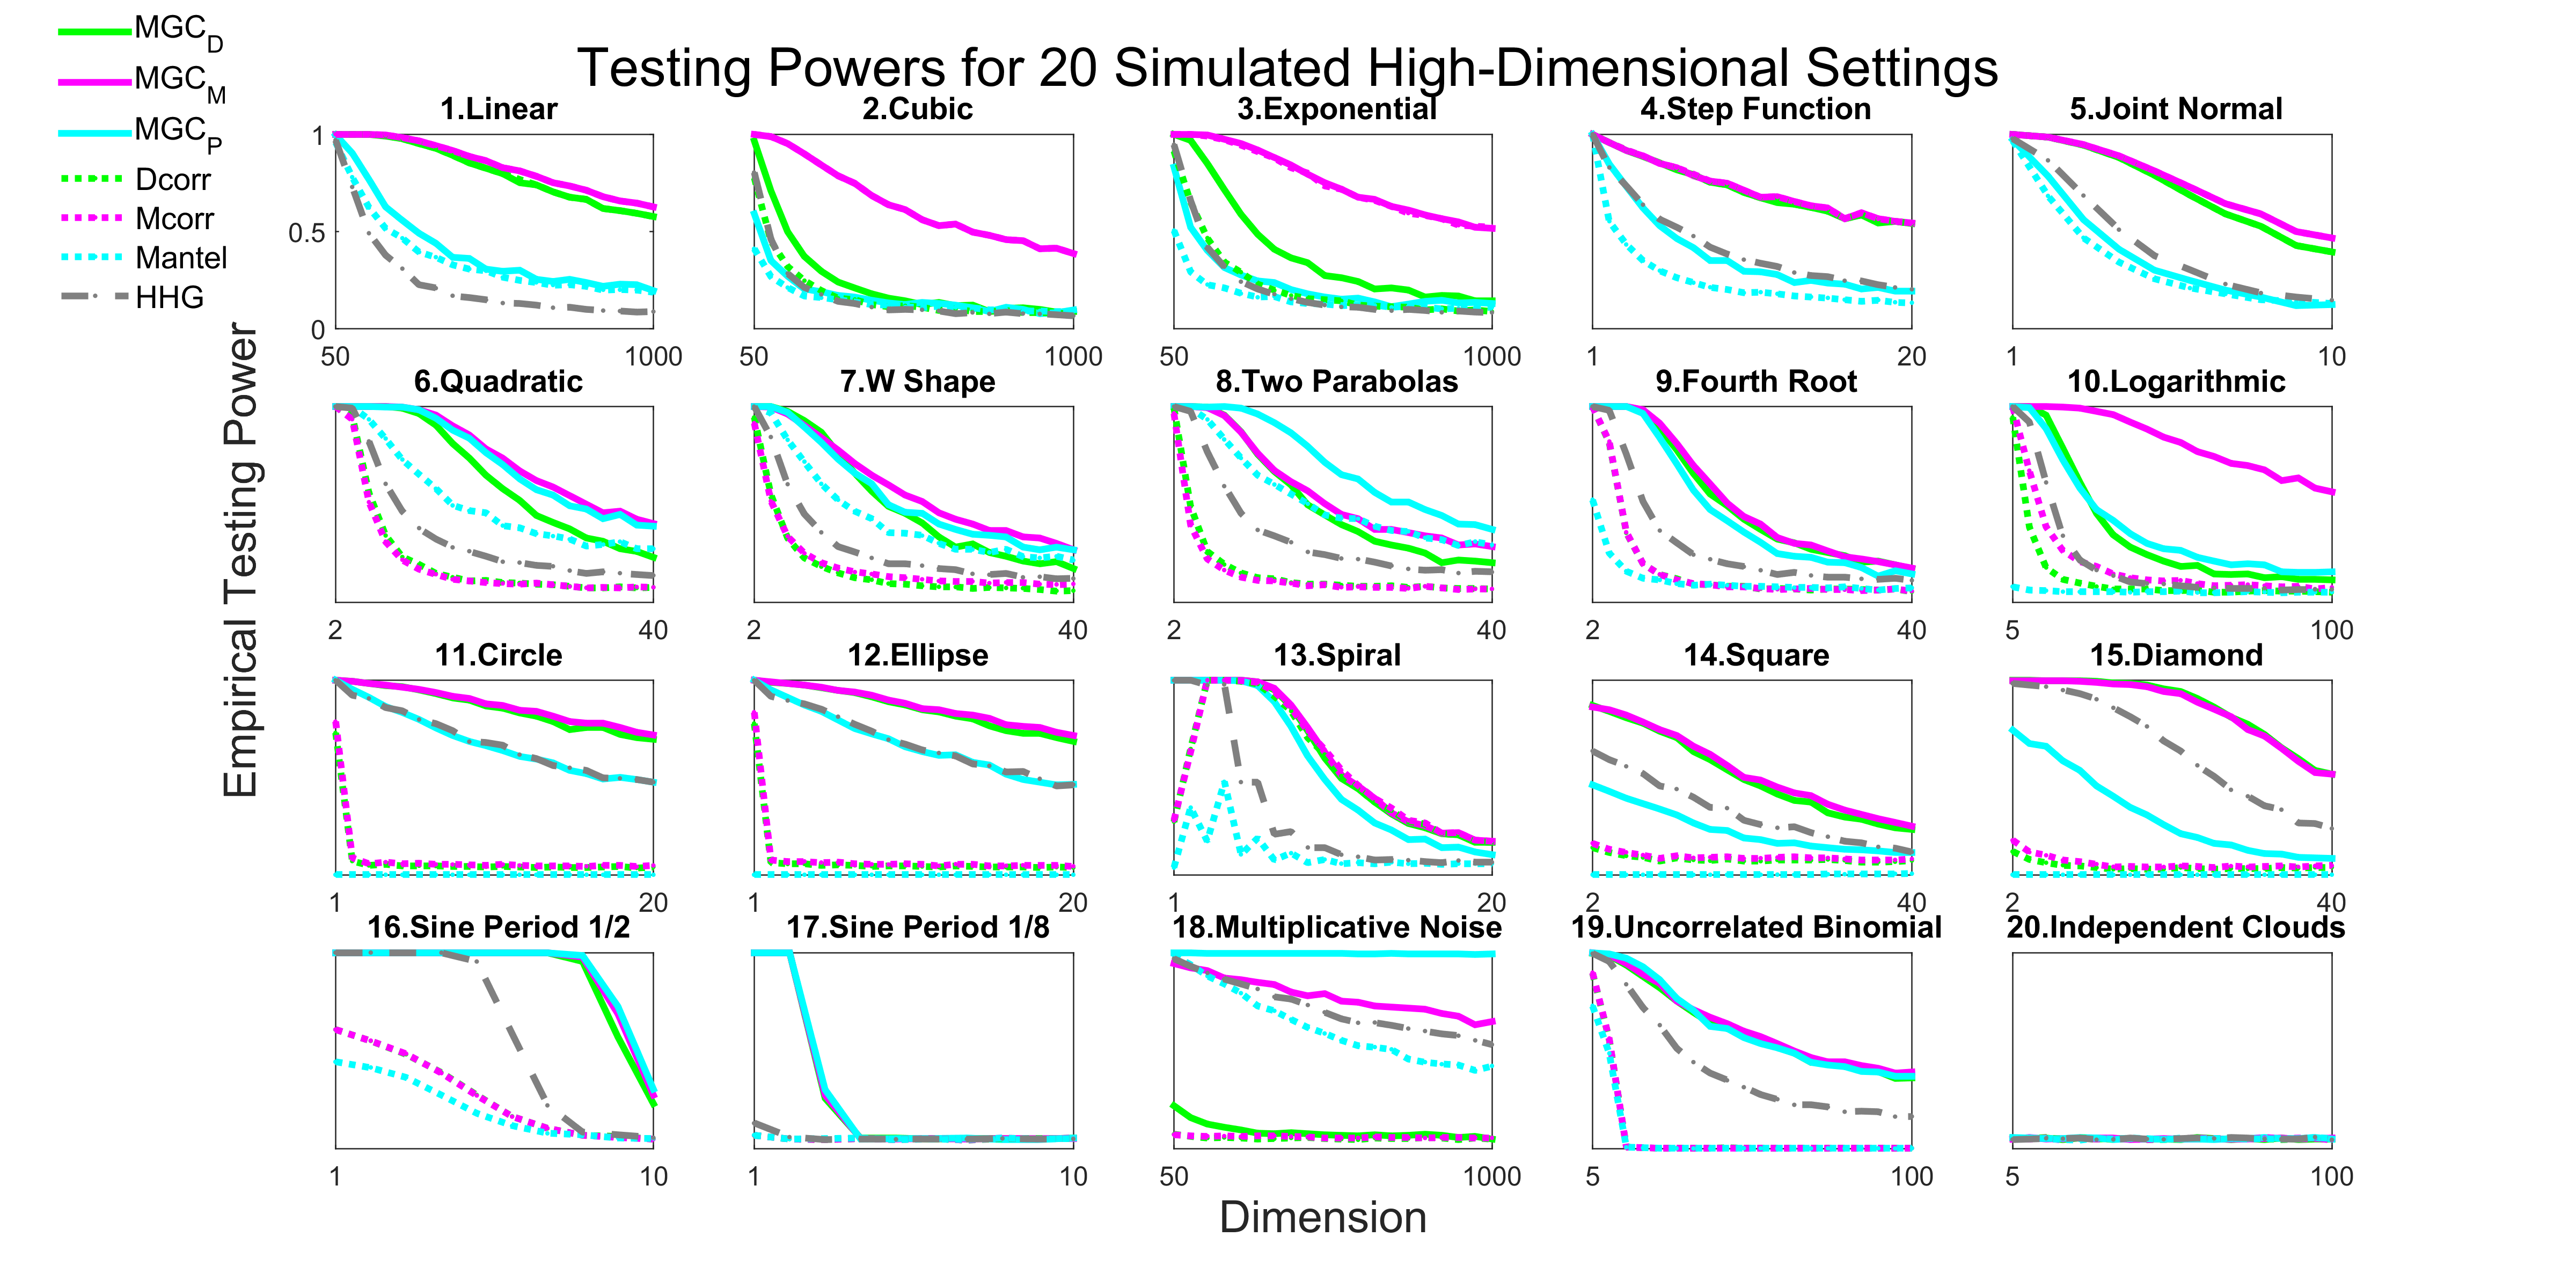 MGC_D
MGC_M
MGC_P
Dcorr
Mcorr
Mantel
HHG
Testing Powers for 20 Simulated High-Dimensional Settings
Empirical Testing Power
1.Linear
1
0.5
0
50 1000
2.Cubic
50 1000
3.Exponential
50 1000
4.Step Function
1 20
5.Joint Normal
1 10
6.Quadratic
2 40
7.W Shape
2 40
8.Two Parabolas
2 40
9.Fourth Root
2 40
10.Logarithmic
5 100
11.Circle
1 20
12.Ellipse
1 20
13.Spiral
1 20
14.Square
2 40
15.Diamond
2 40
16.Sine Period 1/2
1 10
17.Sine Period 1/8
1 10
18.Multiplicative Noise
50 1000
19.Uncorrelated Binomial
5 100
20.Independent Clouds
5 100
Dimension